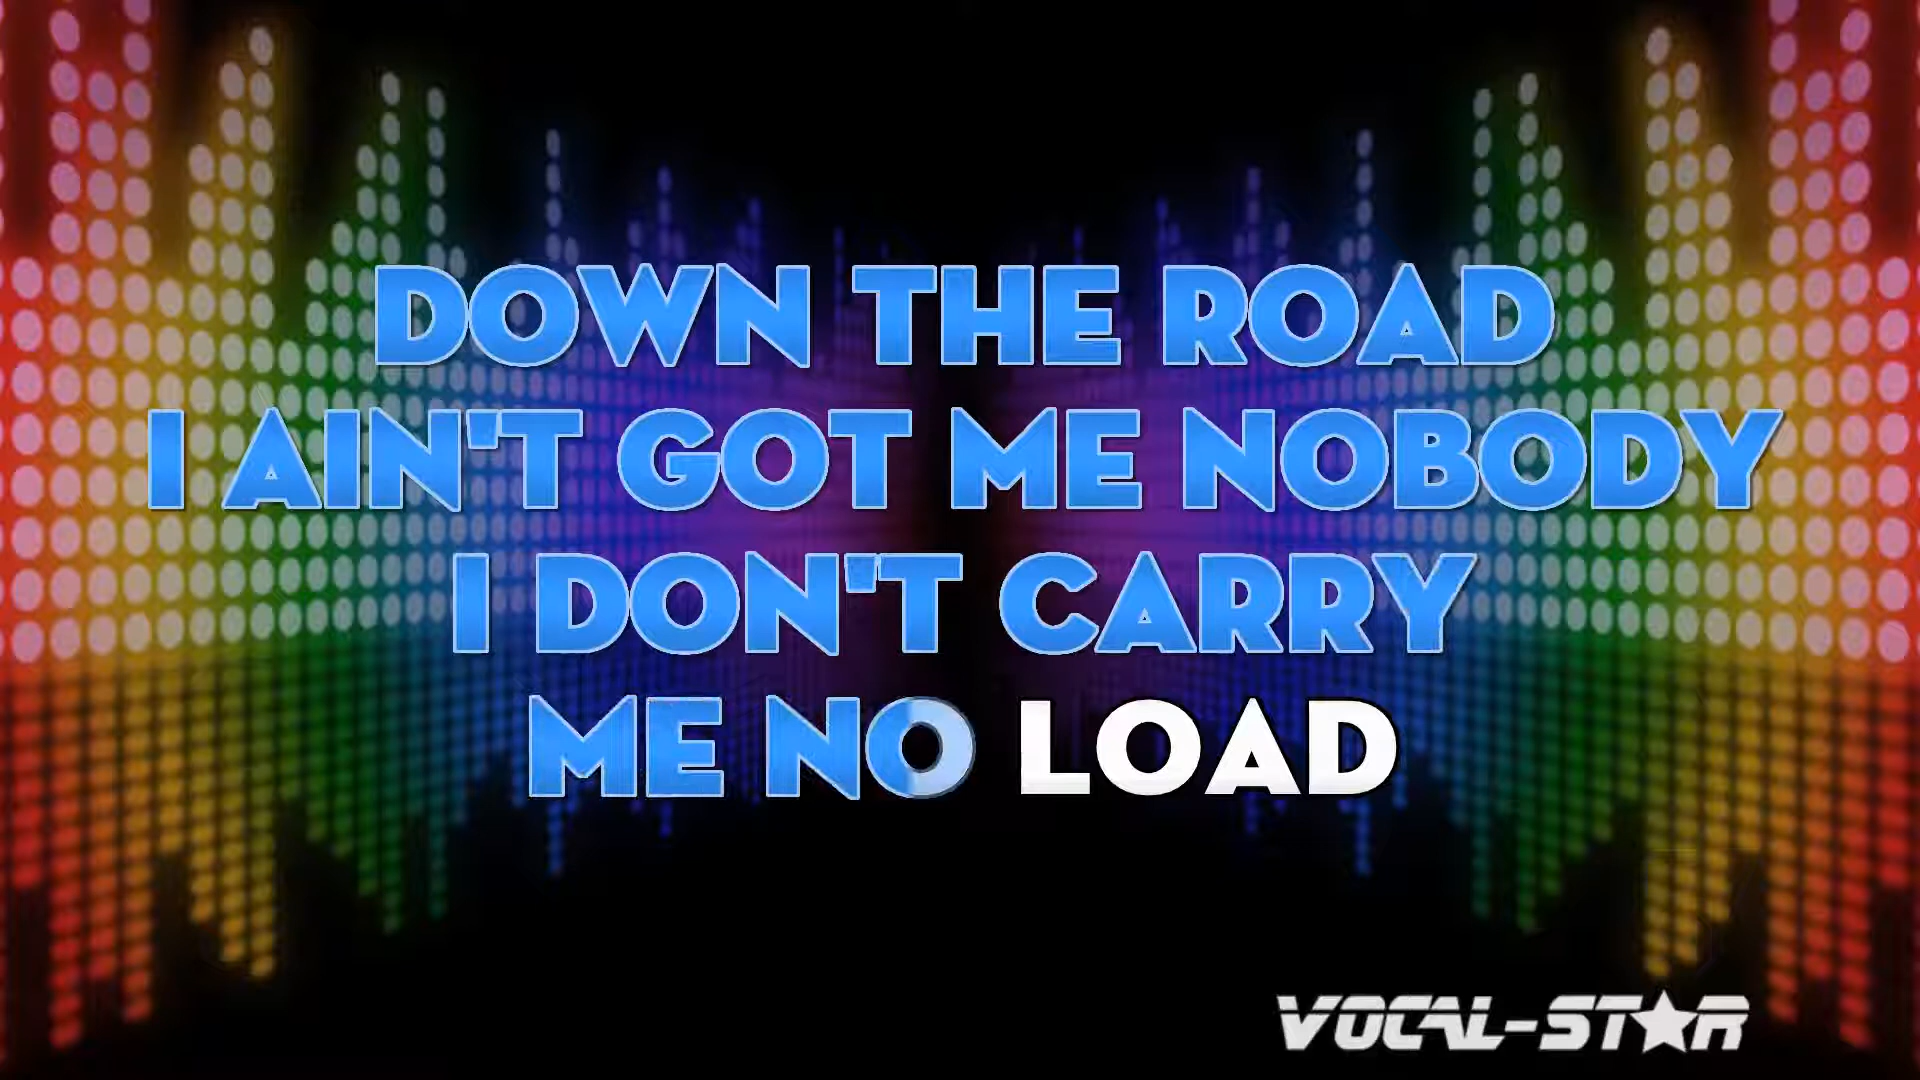 DOWN THE ROAD
I AIN'T GOT ME NOBODY
I DON'T CARRY
ME NO LOAD
VOCAL-STAR